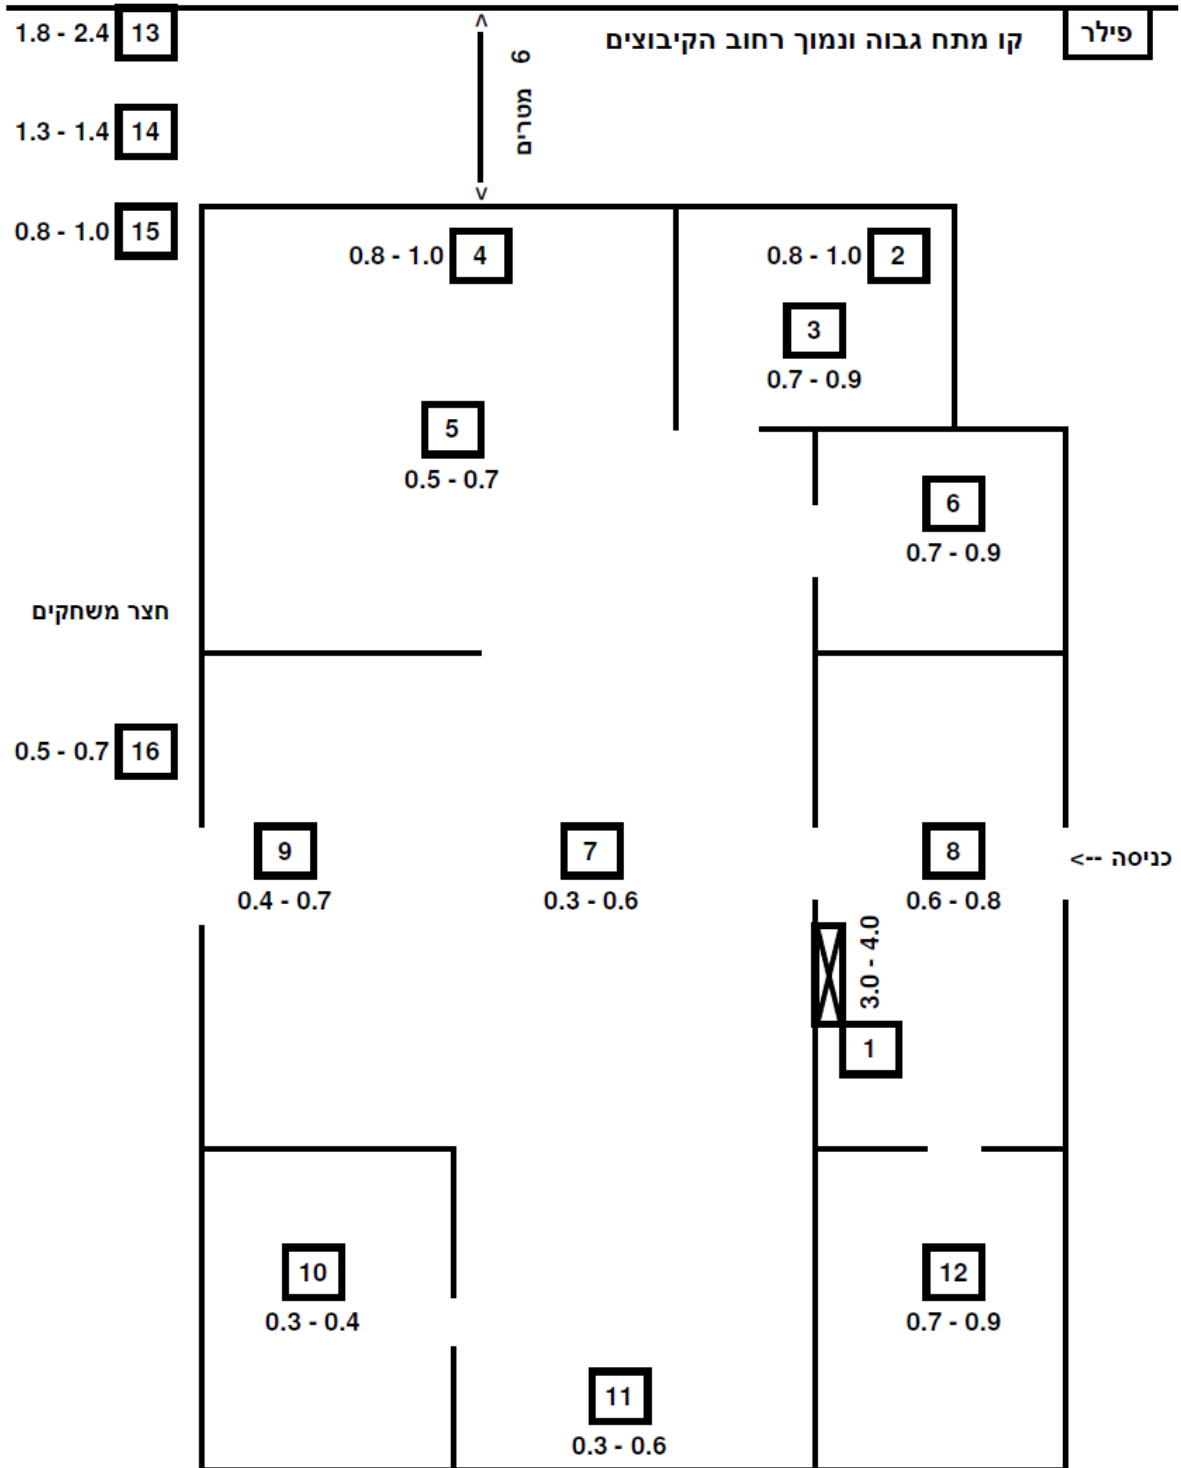 1.8 - 2.4 13
קו מתח גבוה ונמוך רחוב הקיבוצים
פילר
6 מטרים
1.3 - 1.4 14
0.8 - 1.0 15
0.8 - 1.0 4
0.8 - 1.0 2
3
0.7 - 0.9
5
0.5 - 0.7
6
0.7 - 0.9
חצר משחקים
0.5 - 0.7 16
9
0.4 - 0.7
7
0.3 - 0.6
8
0.6 - 0.8
כניסה -->
3.0 - 4.0
1
10
0.3 - 0.4
12
0.7 - 0.9
11
0.3 - 0.6